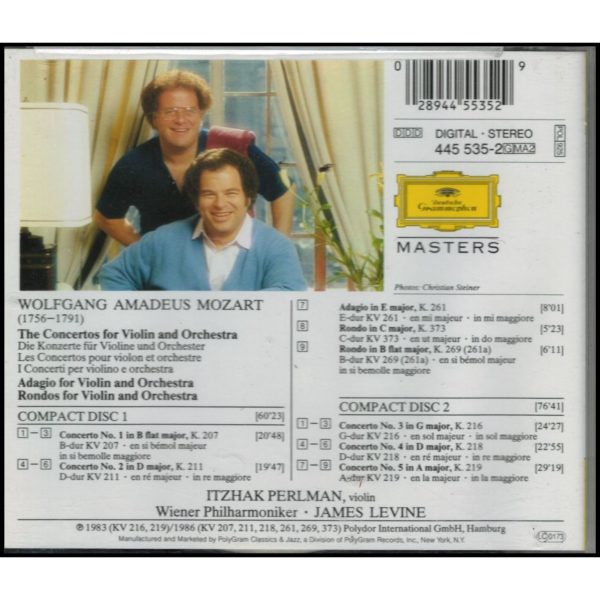 0
9
28944 55352
DDD DIGITAL · STEREO
445 535-2 GMA2
POL 925
Deutsche
Grammophon
MASTERS
Photos: Christian Steiner
WOLFGANG AMADEUS MOZART
(1756–1791)
The Concertos for Violin and Orchestra
Die Konzerte für Violine und Orchester
Les Concertos pour violon et orchestre
I Concerti per violino e orchestra
Adagio for Violin and Orchestra
Rondos for Violin and Orchestra
COMPACT DISC 1 [60'23]
1–3 Concerto No. 1 in B flat major, K. 207 [20'48]
B-dur KV 207 · en si bémol majeur
in si bemolle maggiore
4–6 Concerto No. 2 in D major, K. 211 [19'47]
D-dur KV 211 · en ré majeur · in re maggiore
7 Adagio in E major, K. 261 [8'01]
E-dur KV 261 · en mi majeur · in mi maggiore
8 Rondo in C major, K. 373 [5'23]
C-dur KV 373 · en ut majeur · in do maggiore
9 Rondo in B flat major, K. 269 (261a) [6'11]
B-dur KV 269 (261a) · en si bémol majeur
in si bemolle maggiore
COMPACT DISC 2 [76'41]
1–3 Concerto No. 3 in G major, K. 216 [24'27]
G-dur KV 216 · en sol majeur · in sol maggiore
4–6 Concerto No. 4 in D major, K. 218 [22'55]
D-dur KV 218 · en ré majeur · in re maggiore
7–9 Concerto No. 5 in A major, K. 219 [29'19]
A-dur KV 219 · en la majeur · in la maggiore
ITZHAK PERLMAN, violin
Wiener Philharmoniker · JAMES LEVINE
℗ 1983 (KV 216, 219)/1986 (KV 207, 211, 218, 261, 269, 373) Polydor International GmbH, Hamburg
Manufactured and Marketed by PolyGram Classics & Jazz, a Division of PolyGram Records, Inc., New York, N.Y.
LC 0173